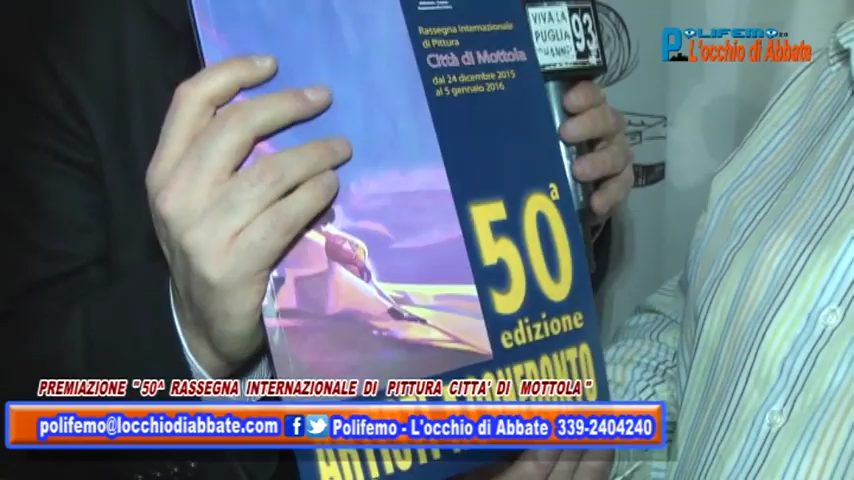 Rassegna Internazionale
di Pittura
Città di Mottola
dal 24 dicembre 2015
al 5 gennaio 2016
VIVA LA
PUGLIA
93
POLIFEMO
L'occhio di Abbate
50a
edizione
PREMIAZIONE "50^ RASSEGNA INTERNAZIONALE DI PITTURA CITTA' DI MOTTOLA"
polifemo@locchiodiabbate.com f Polifemo - L'occhio di Abbate 339-2404240